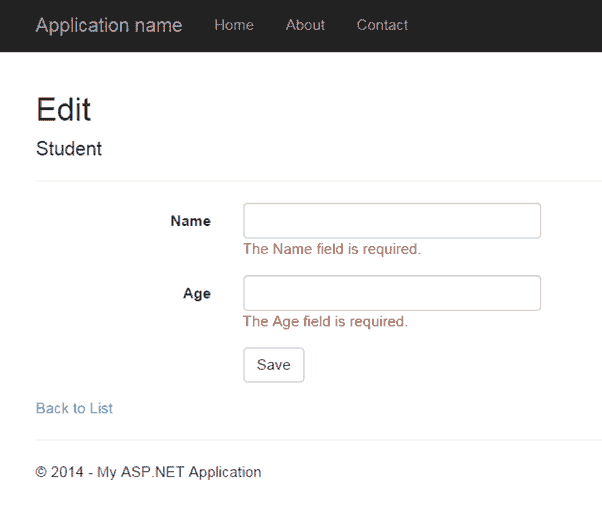 Application name Home About Contact
Edit
Student
Name
The Name field is required.
Age
The Age field is required.
Save
Back to List
© 2014 - My ASP.NET Application